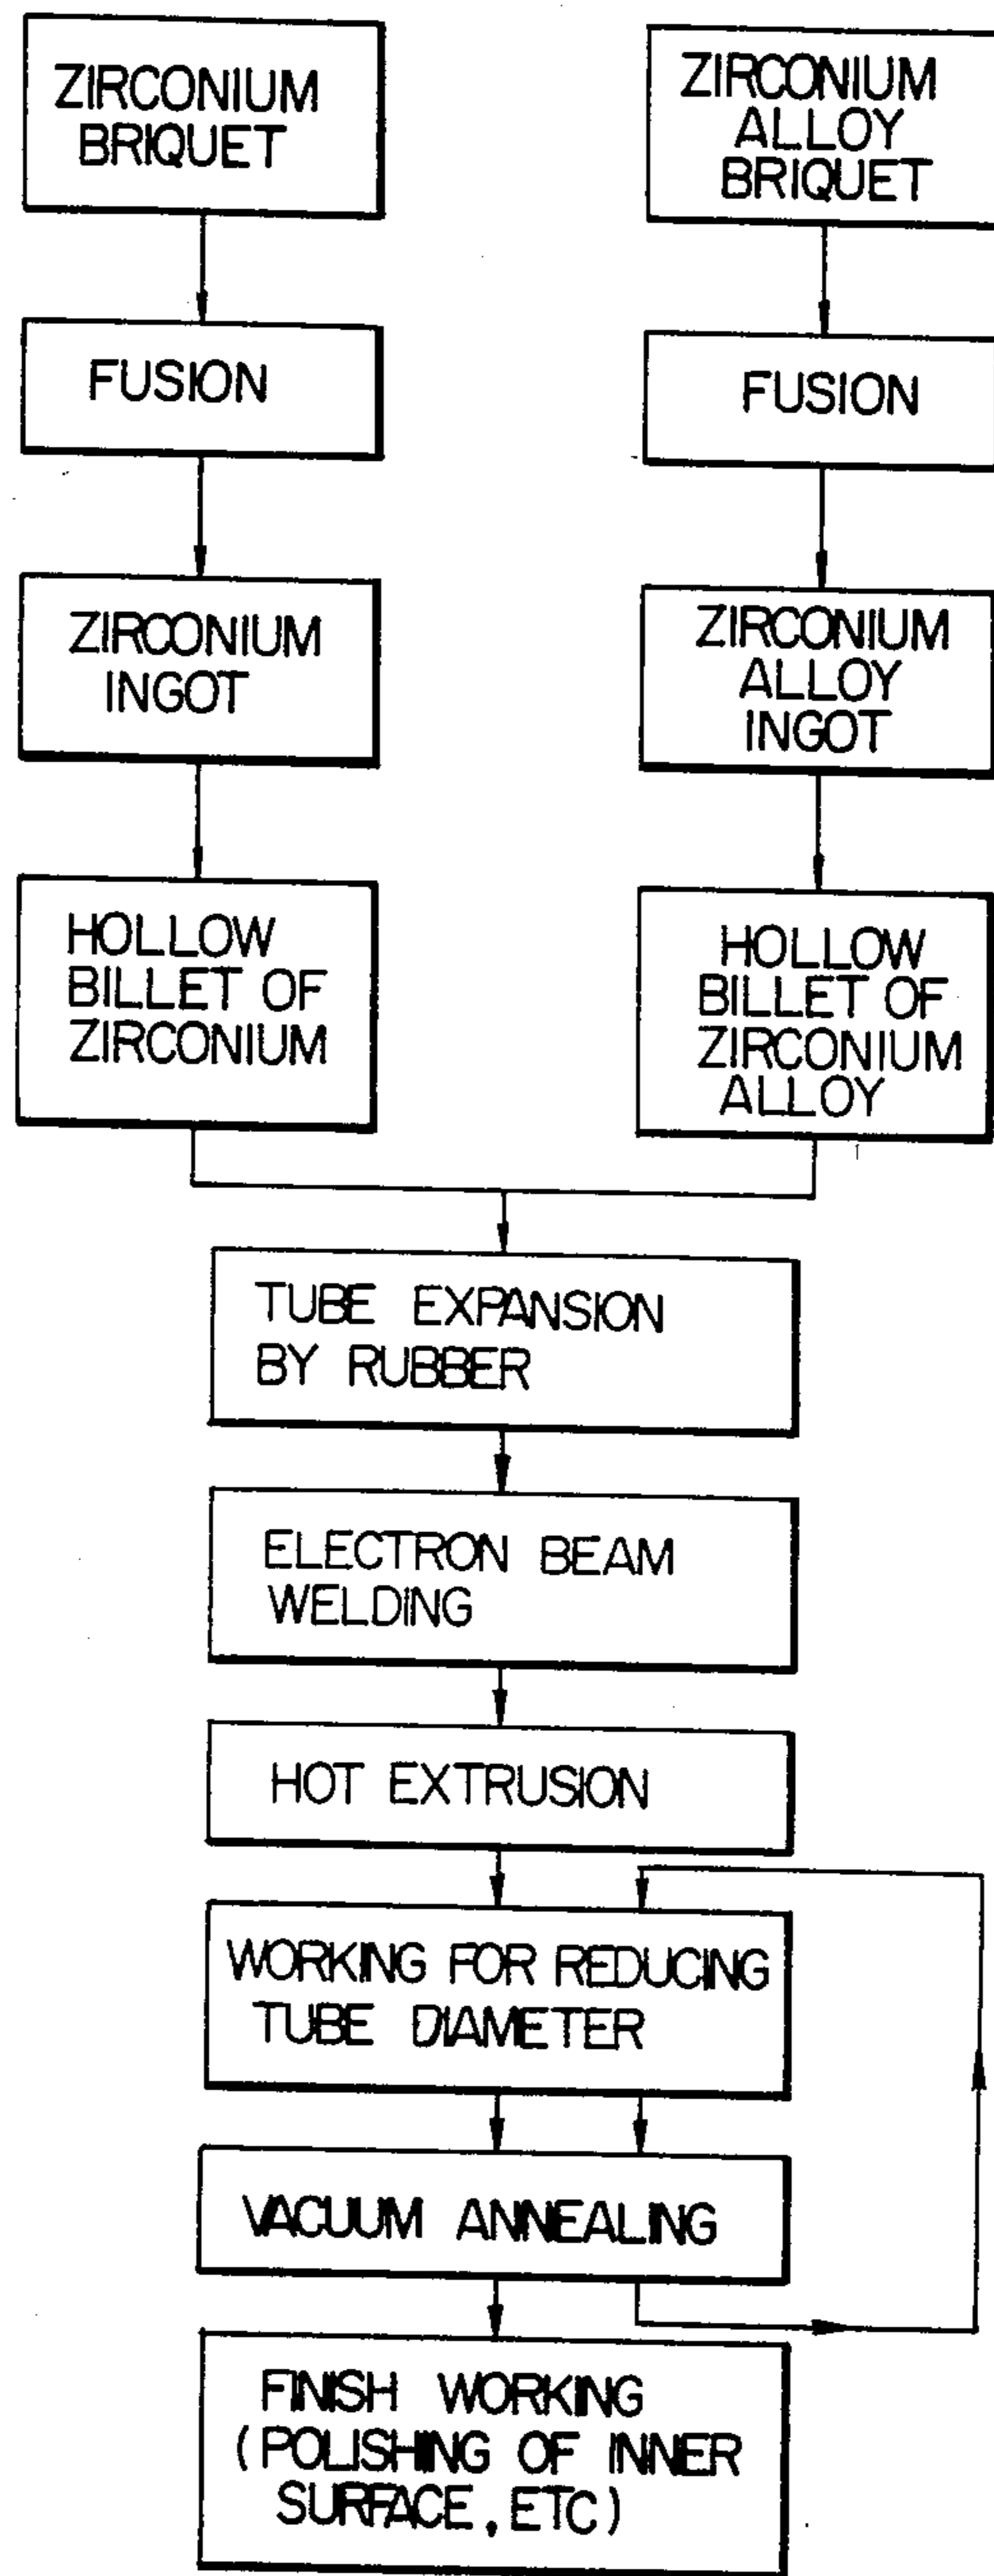 ZIRCONIUM
BRIQUET
ZIRCONIUM
ALLOY
BRIQUET
FUSION
FUSION
ZIRCONIUM
INGOT
ZIRCONIUM
ALLOY
INGOT
HOLLOW
BILLET OF
ZIRCONIUM
HOLLOW
BILLET OF
ZIRCONIUM
ALLOY
TUBE EXPANSION
BY RUBBER
ELECTRON BEAM
WELDING
HOT EXTRUSION
WORKING FOR REDUCING
TUBE DIAMETER
VACUUM ANNEALING
FINISH WORKING
(POLISHING OF INNER
SURFACE, ETC)